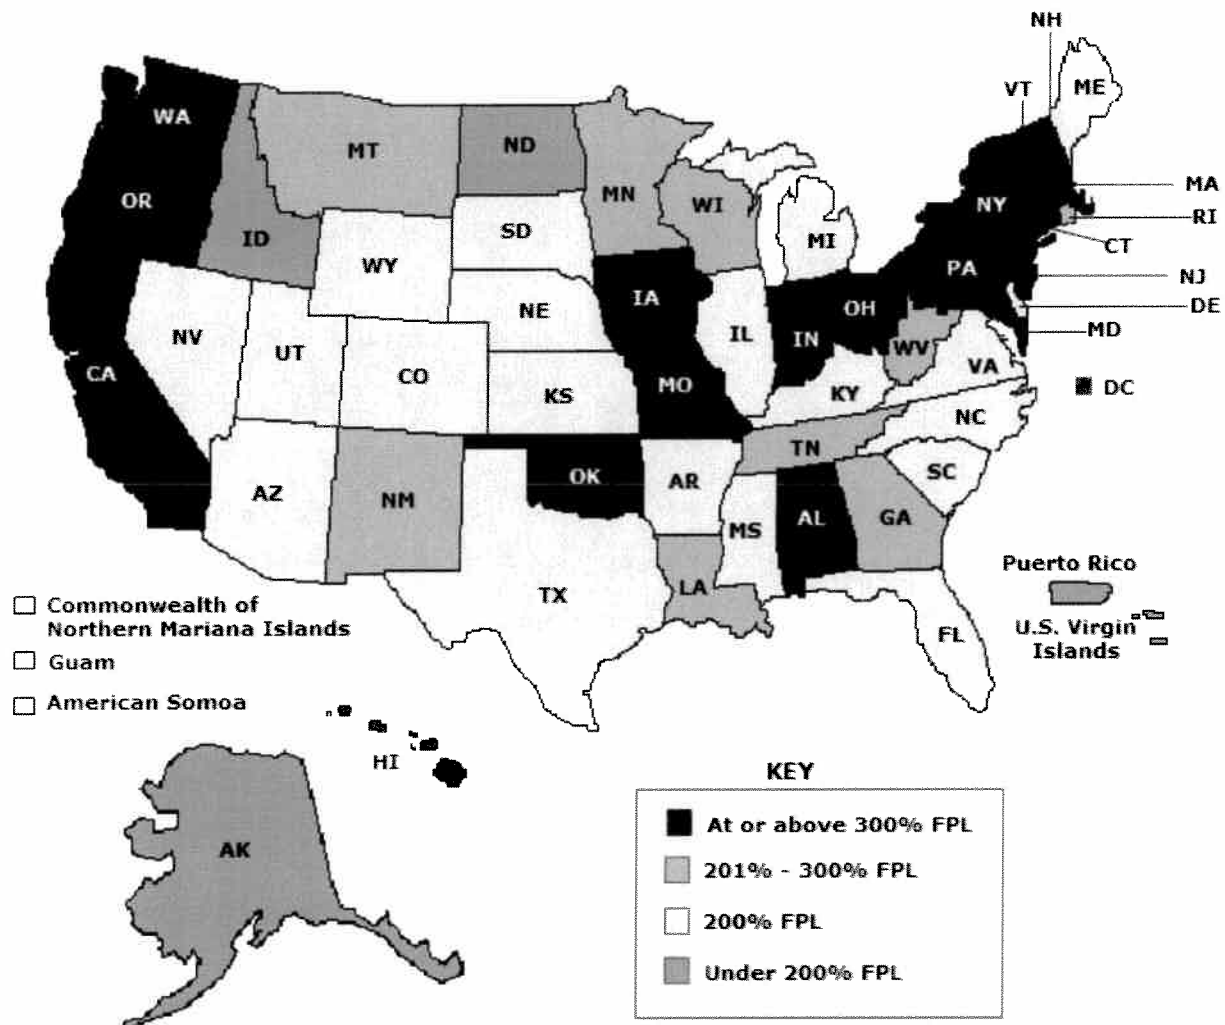 NH
VT
ME
WA
MT
ND
MN
OR
ID
WY
SD
WI
MI
NY
MA
RI
CT
PA
NJ
DE
MD
DC
NV
UT
CO
NE
KS
IA
IL
IN
OH
WV
VA
CA
MO
KY
NC
TN
SC
AZ
NM
OK
AR
MS
AL
GA
TX
LA
FL
Puerto Rico
U.S. Virgin
Islands
Commonwealth of
Northern Mariana Islands
Guam
American Somoa
HI
AK
KEY
At or above 300% FPL
201% - 300% FPL
200% FPL
Under 200% FPL